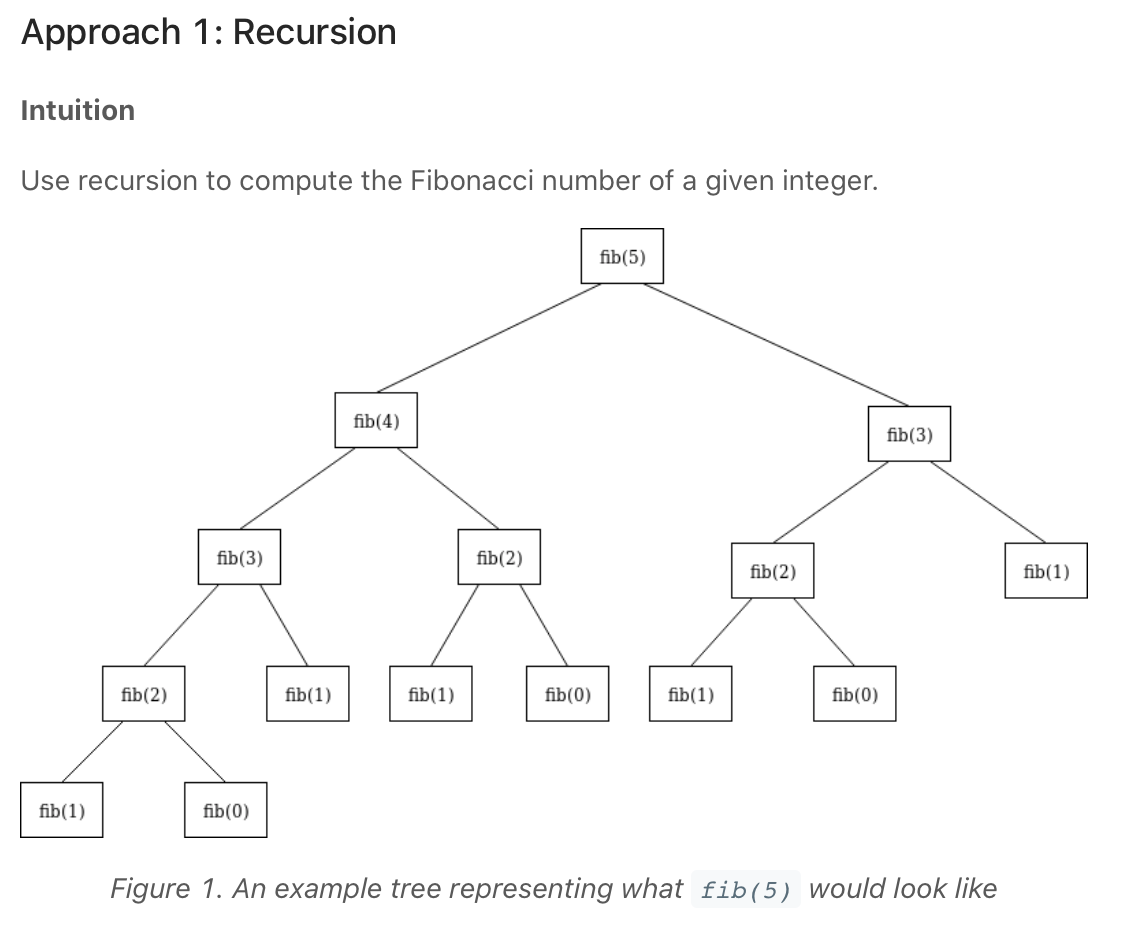 Approach 1: Recursion
Intuition
Use recursion to compute the Fibonacci number of a given integer.
fib(5)
fib(4)
fib(3)
fib(3)
fib(2)
fib(2)
fib(1)
fib(2)
fib(1)
fib(1)
fib(0)
fib(1)
fib(0)
fib(1)
fib(0)
Figure 1. An example tree representing what fib(5) would look like